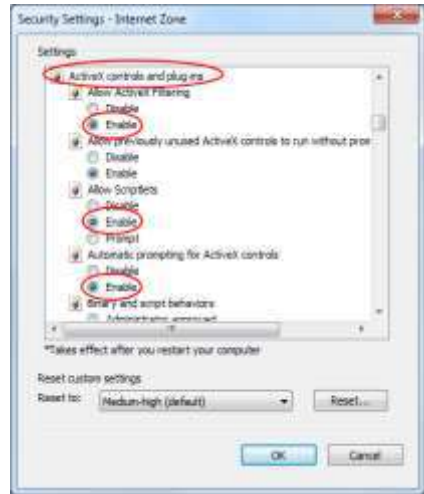 Security Settings - Internet Zone
Settings
ActiveX controls and plug-ins
Allow ActiveX Filtering
Disable
Enable
Allow previously unused ActiveX controls to run without prom
Disable
Enable
Allow Scriptlets
Disable
Enable
Prompt
Automatic prompting for ActiveX controls
Disable
Enable
Binary and script behaviors
Administrator approved
*Takes effect after you restart your computer
Reset custom settings
Reset to:
Medium-high (default)
Reset...
OK
Cancel